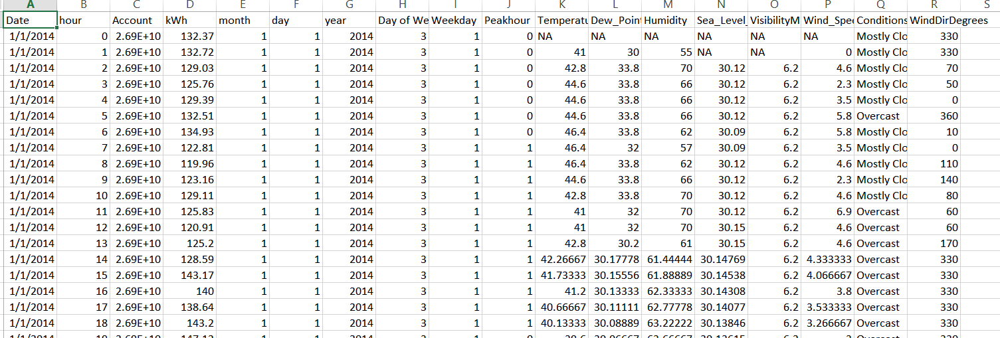 A B C D E F G H I J K L M N O P Q R S
Date hour Account kWh month day year Day of We Weekday Peakhour Temperatu Dew_Point Humidity Sea_Level_ VisibilityM Wind_Spee Conditions WindDirDegrees
1/1/2014 0 2.69E+10 132.37 1 1 2014 3 1 0 NA NA NA NA NA NA Mostly Clo 330
1/1/2014 1 2.69E+10 132.72 1 1 2014 3 1 0 41 30 55 NA NA 0 Mostly Clo 330
1/1/2014 2 2.69E+10 129.03 1 1 2014 3 1 0 42.8 33.8 70 30.12 6.2 4.6 Mostly Clo 70
1/1/2014 3 2.69E+10 125.76 1 1 2014 3 1 0 44.6 33.8 66 30.12 6.2 2.3 Mostly Clo 50
1/1/2014 4 2.69E+10 129.39 1 1 2014 3 1 0 44.6 33.8 66 30.12 6.2 3.5 Mostly Clo 0
1/1/2014 5 2.69E+10 132.51 1 1 2014 3 1 0 44.6 33.8 66 30.12 6.2 5.8 Overcast 360
1/1/2014 6 2.69E+10 134.93 1 1 2014 3 1 0 46.4 33.8 62 30.09 6.2 5.8 Mostly Clo 10
1/1/2014 7 2.69E+10 122.81 1 1 2014 3 1 1 46.4 32 57 30.09 6.2 3.5 Mostly Clo 0
1/1/2014 8 2.69E+10 119.96 1 1 2014 3 1 1 46.4 33.8 62 30.12 6.2 4.6 Mostly Clo 110
1/1/2014 9 2.69E+10 123.16 1 1 2014 3 1 1 44.6 33.8 66 30.12 6.2 2.3 Mostly Clo 140
1/1/2014 10 2.69E+10 129.11 1 1 2014 3 1 1 42.8 33.8 70 30.12 6.2 4.6 Mostly Clo 80
1/1/2014 11 2.69E+10 125.83 1 1 2014 3 1 1 41 32 70 30.12 6.2 6.9 Overcast 60
1/1/2014 12 2.69E+10 120.91 1 1 2014 3 1 1 41 32 70 30.15 6.2 4.6 Overcast 60
1/1/2014 13 2.69E+10 125.2 1 1 2014 3 1 1 42.8 30.2 61 30.15 6.2 4.6 Overcast 170
1/1/2014 14 2.69E+10 128.59 1 1 2014 3 1 1 42.26667 30.17778 61.44444 30.14769 6.2 4.333333 Overcast 330
1/1/2014 15 2.69E+10 143.17 1 1 2014 3 1 1 41.73333 30.15556 61.88889 30.14538 6.2 4.066667 Overcast 330
1/1/2014 16 2.69E+10 140 1 1 2014 3 1 1 41.2 30.13333 62.33333 30.14308 6.2 3.8 Overcast 330
1/1/2014 17 2.69E+10 138.64 1 1 2014 3 1 1 40.66667 30.11111 62.77778 30.14077 6.2 3.533333 Overcast 330
1/1/2014 18 2.69E+10 143.2 1 1 2014 3 1 1 40.13333 30.08889 63.22222 30.13846 6.2 3.266667 Overcast 330